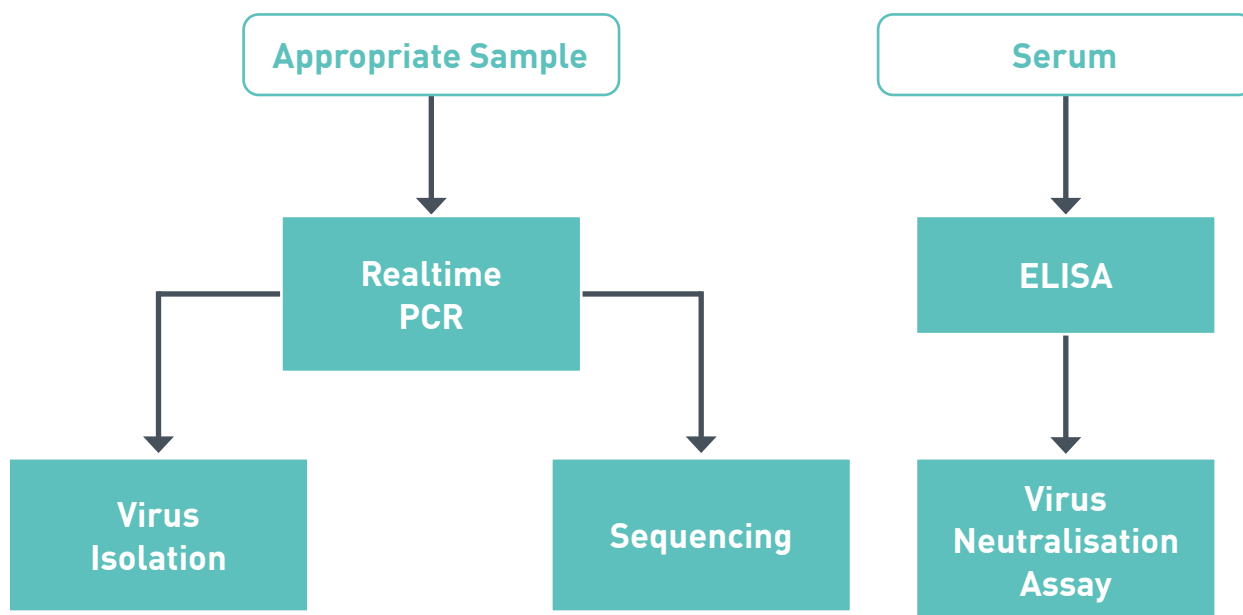 Appropriate Sample
Serum
Realtime
PCR
ELISA
Virus
Isolation
Sequencing
Virus
Neutralisation
Assay